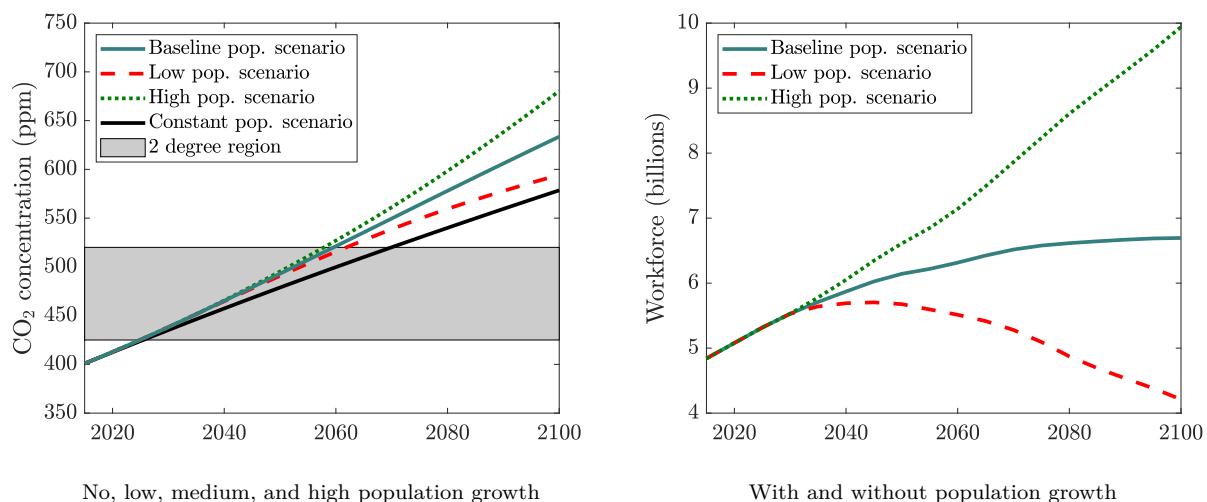 CO₂ concentration (ppm)
750
700
650
600
550
500
450
400
350
Baseline pop. scenario
Low pop. scenario
High pop. scenario
Constant pop. scenario
2 degree region
2020 2040 2060 2080 2100
No, low, medium, and high population growth
Workforce (billions)
10
9
8
7
6
5
4
Baseline pop. scenario
Low pop. scenario
High pop. scenario
2020 2040 2060 2080 2100
With and without population growth